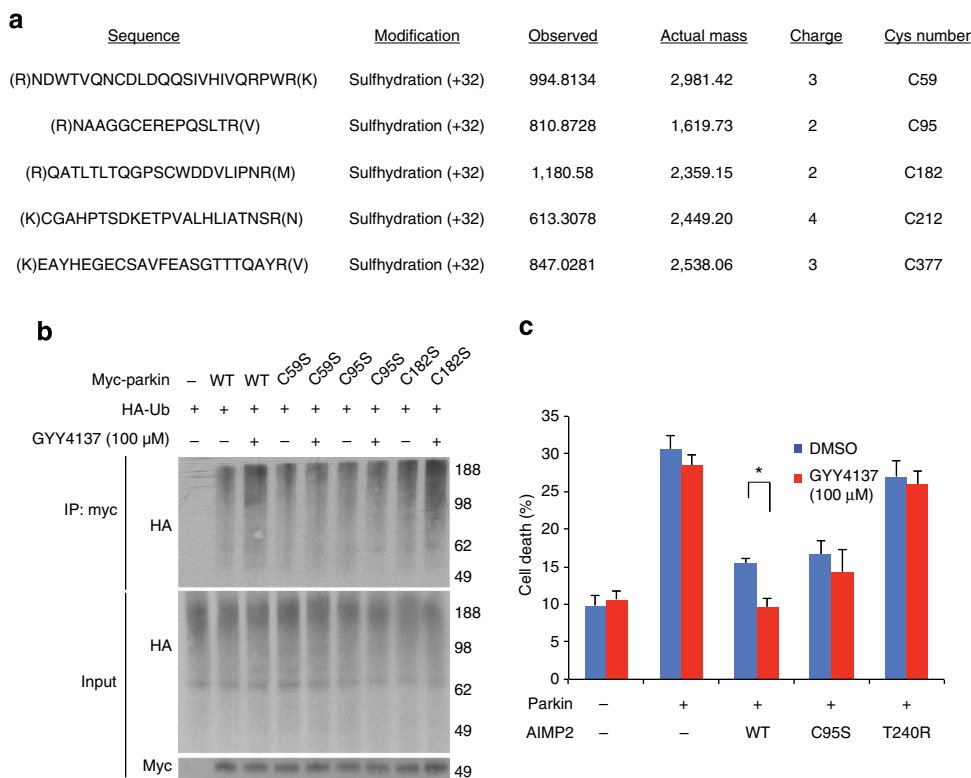 a
Sequence Modification Observed Actual mass Charge Cys number
(R)NDWTVQNCDLDQQSIVHIVQRPWR(K) Sulfhydration (+32) 994.8134 2,981.42 3 C59
(R)NAAGGCEREPQSLTR(V) Sulfhydration (+32) 810.8728 1,619.73 2 C95
(R)QATLTLTQGPSCWDDVLIPNR(M) Sulfhydration (+32) 1,180.58 2,359.15 2 C182
(K)CGAHPTSDKETPVALHLIATNSR(N) Sulfhydration (+32) 613.3078 2,449.20 4 C212
(K)EAYHEGECSAVFEASGTTTQAYR(V) Sulfhydration (+32) 847.0281 2,538.06 3 C377
b
Myc-parkin – WT WT C59S C59S C95S C95S C182S C182S
HA-Ub + + + + + + + + +
GYY4137 (100 µM) – – + – + – + – +
IP: myc
HA
188
98
62
49
Input
HA
188
98
62
49
Myc
49
c
Cell death (%)
35
30
25
20
15
10
5
0
DMSO
GYY4137
(100 µM)
*
Parkin – + + + +
AIMP2 – – WT C95S T240R